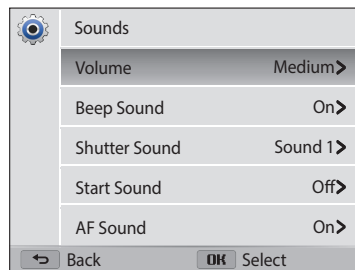 Sounds
Volume Medium
Beep Sound On
Shutter Sound Sound 1
Start Sound Off
AF Sound On
Back OK Select